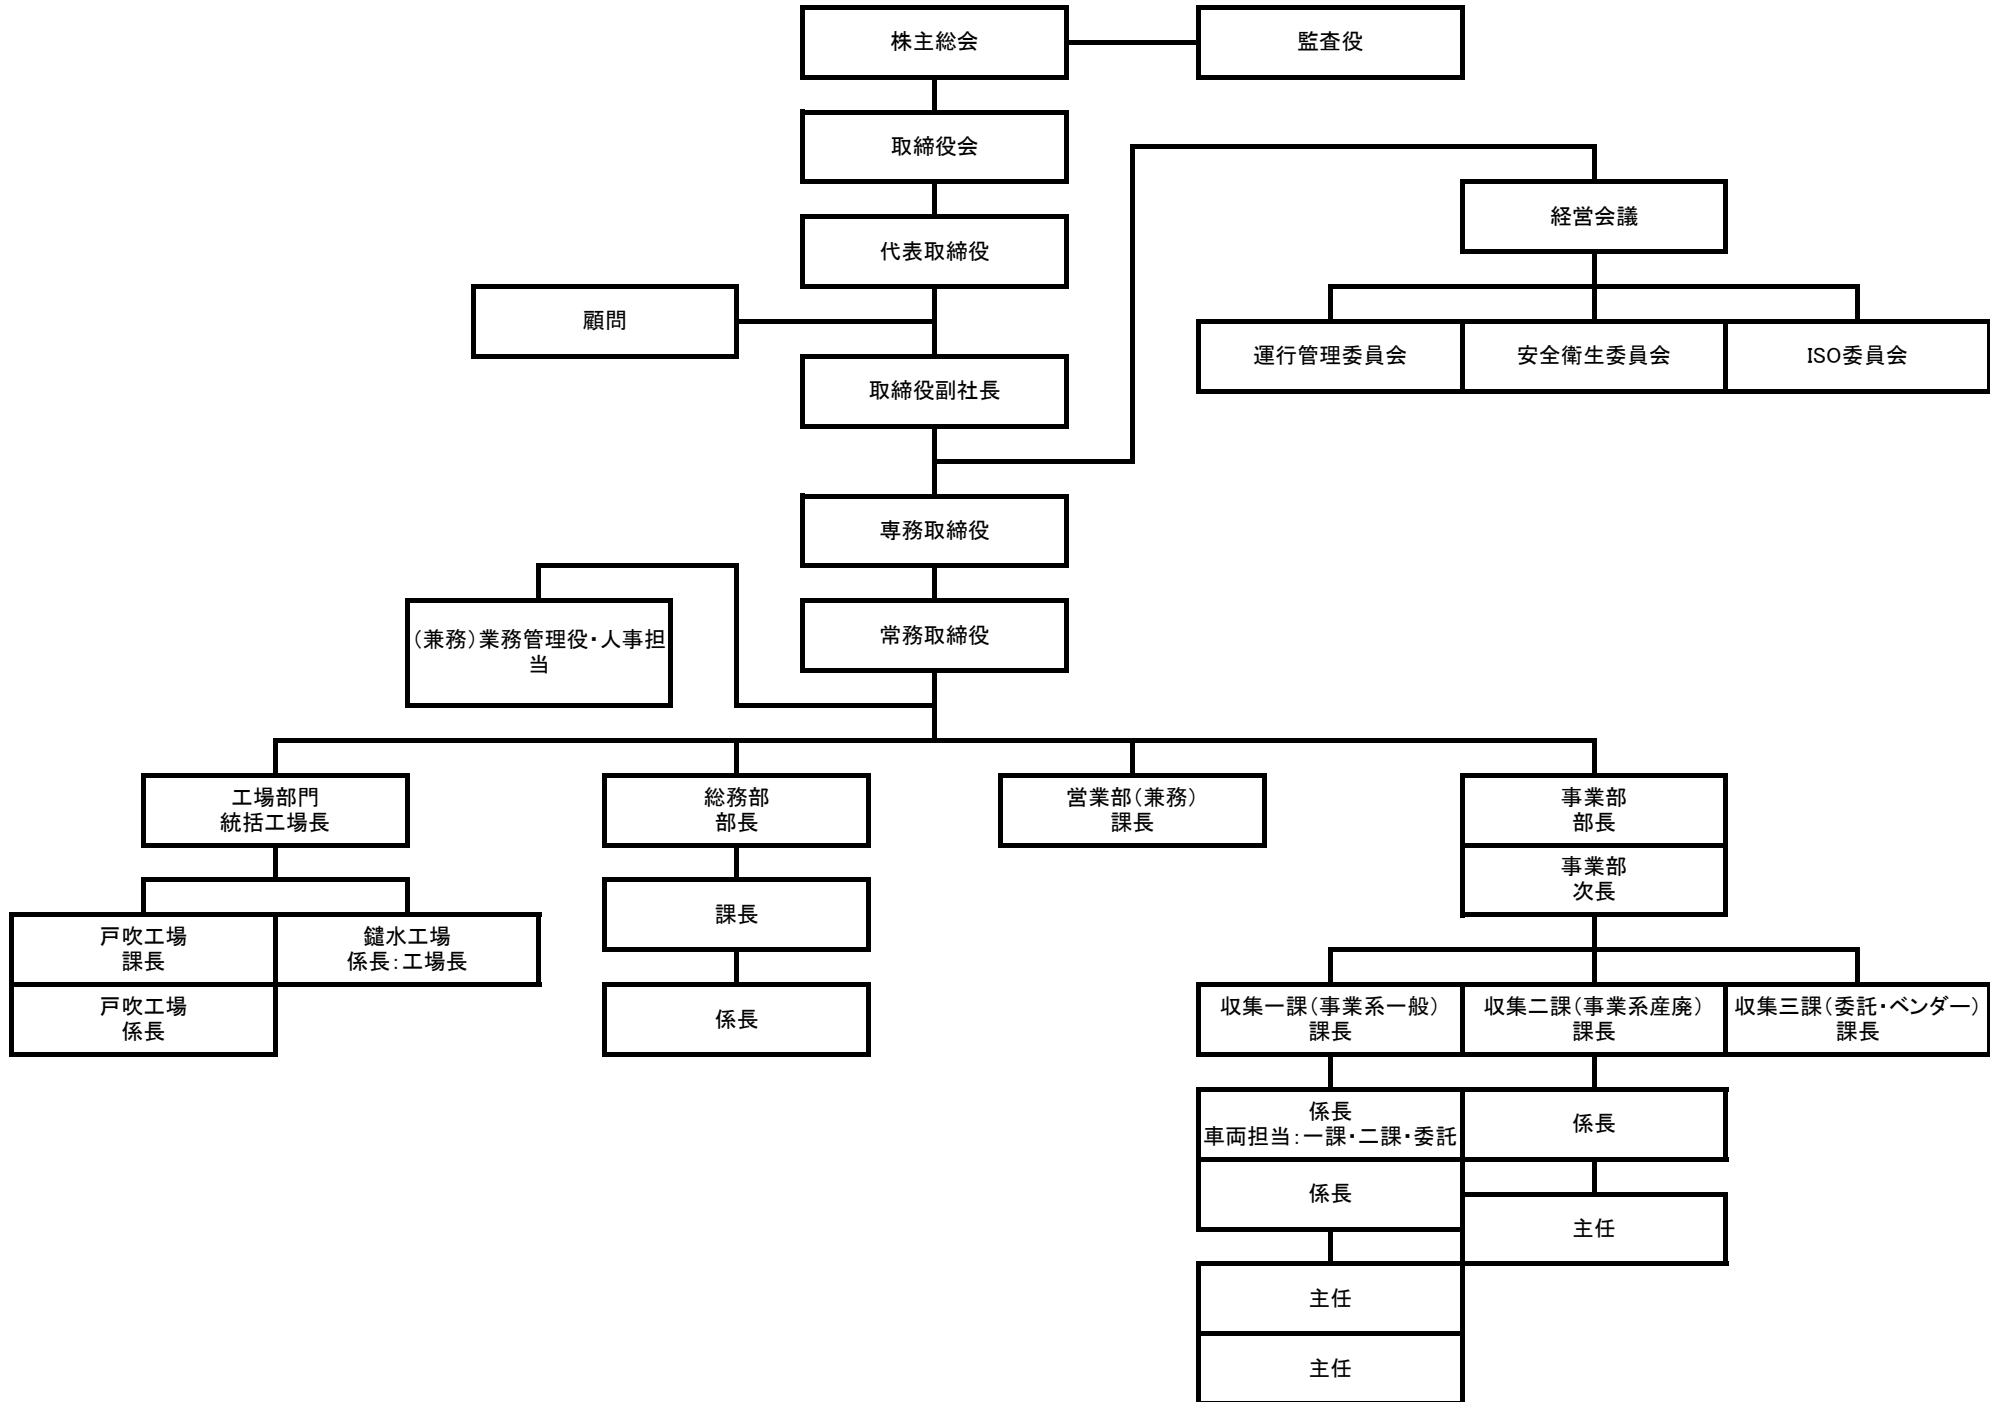 株主総会
監査役
取締役会
経営会議
代表取締役
顧問
運行管理委員会
安全衛生委員会
ISO委員会
取締役副社長
専務取締役
(兼務)業務管理役・人事担
当
常務取締役
工場部門
統括工場長
総務部
部長
営業部(兼務)
課長
事業部
部長
事業部
次長
課長
戸吹工場
課長
鑓水工場
係長:工場長
戸吹工場
係長
係長
収集一課(事業系一般)
課長
収集二課(事業系産廃)
課長
収集三課(委託・ベンダー)
課長
係長
車両担当:一課・二課・委託
係長
係長
主任
主任
主任